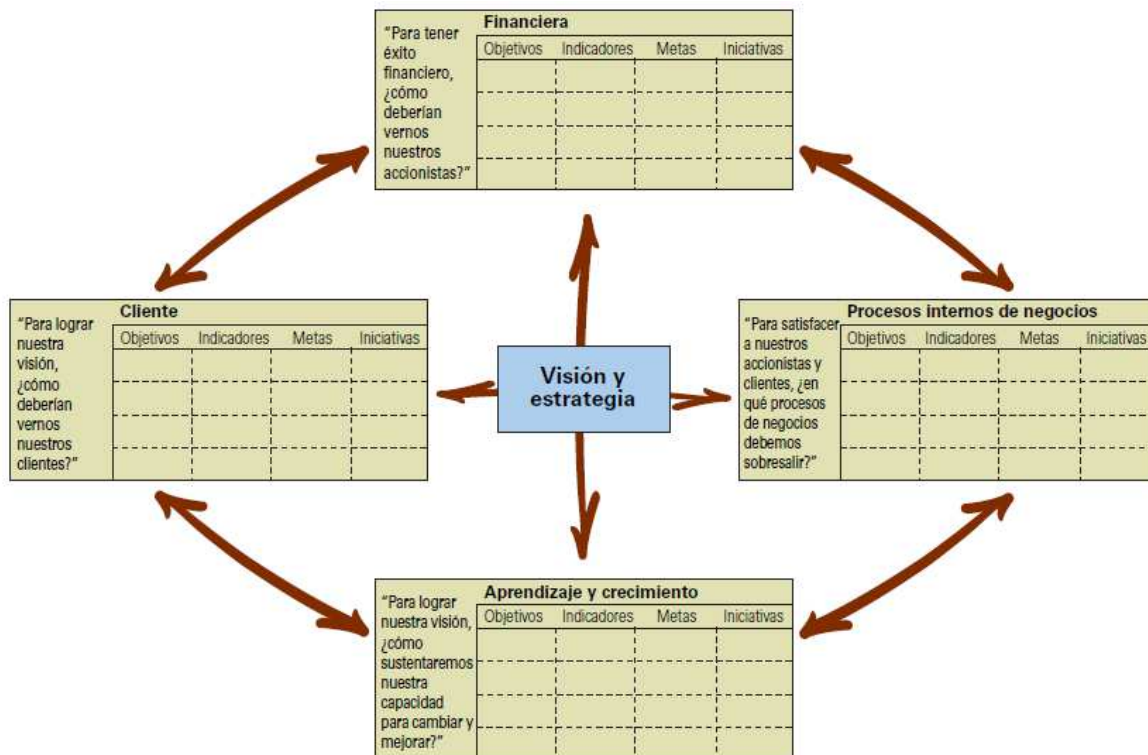 Financiera
“Para tener
éxito
financiero,
¿cómo
deberían
vernos
nuestros
accionistas?”
Objetivos Indicadores Metas Iniciativas
Cliente
“Para lograr
nuestra
visión,
¿cómo
deberían
vernos
nuestros
clientes?”
Objetivos Indicadores Metas Iniciativas
Visión y
estrategia
Procesos internos de negocios
“Para satisfacer
a nuestros
accionistas y
clientes, ¿en
qué procesos
de negocios
debemos
sobresalir?”
Objetivos Indicadores Metas Iniciativas
Aprendizaje y crecimiento
“Para lograr
nuestra visión,
¿cómo
sustentaremos
nuestra
capacidad
para cambiar y
mejorar?”
Objetivos Indicadores Metas Iniciativas